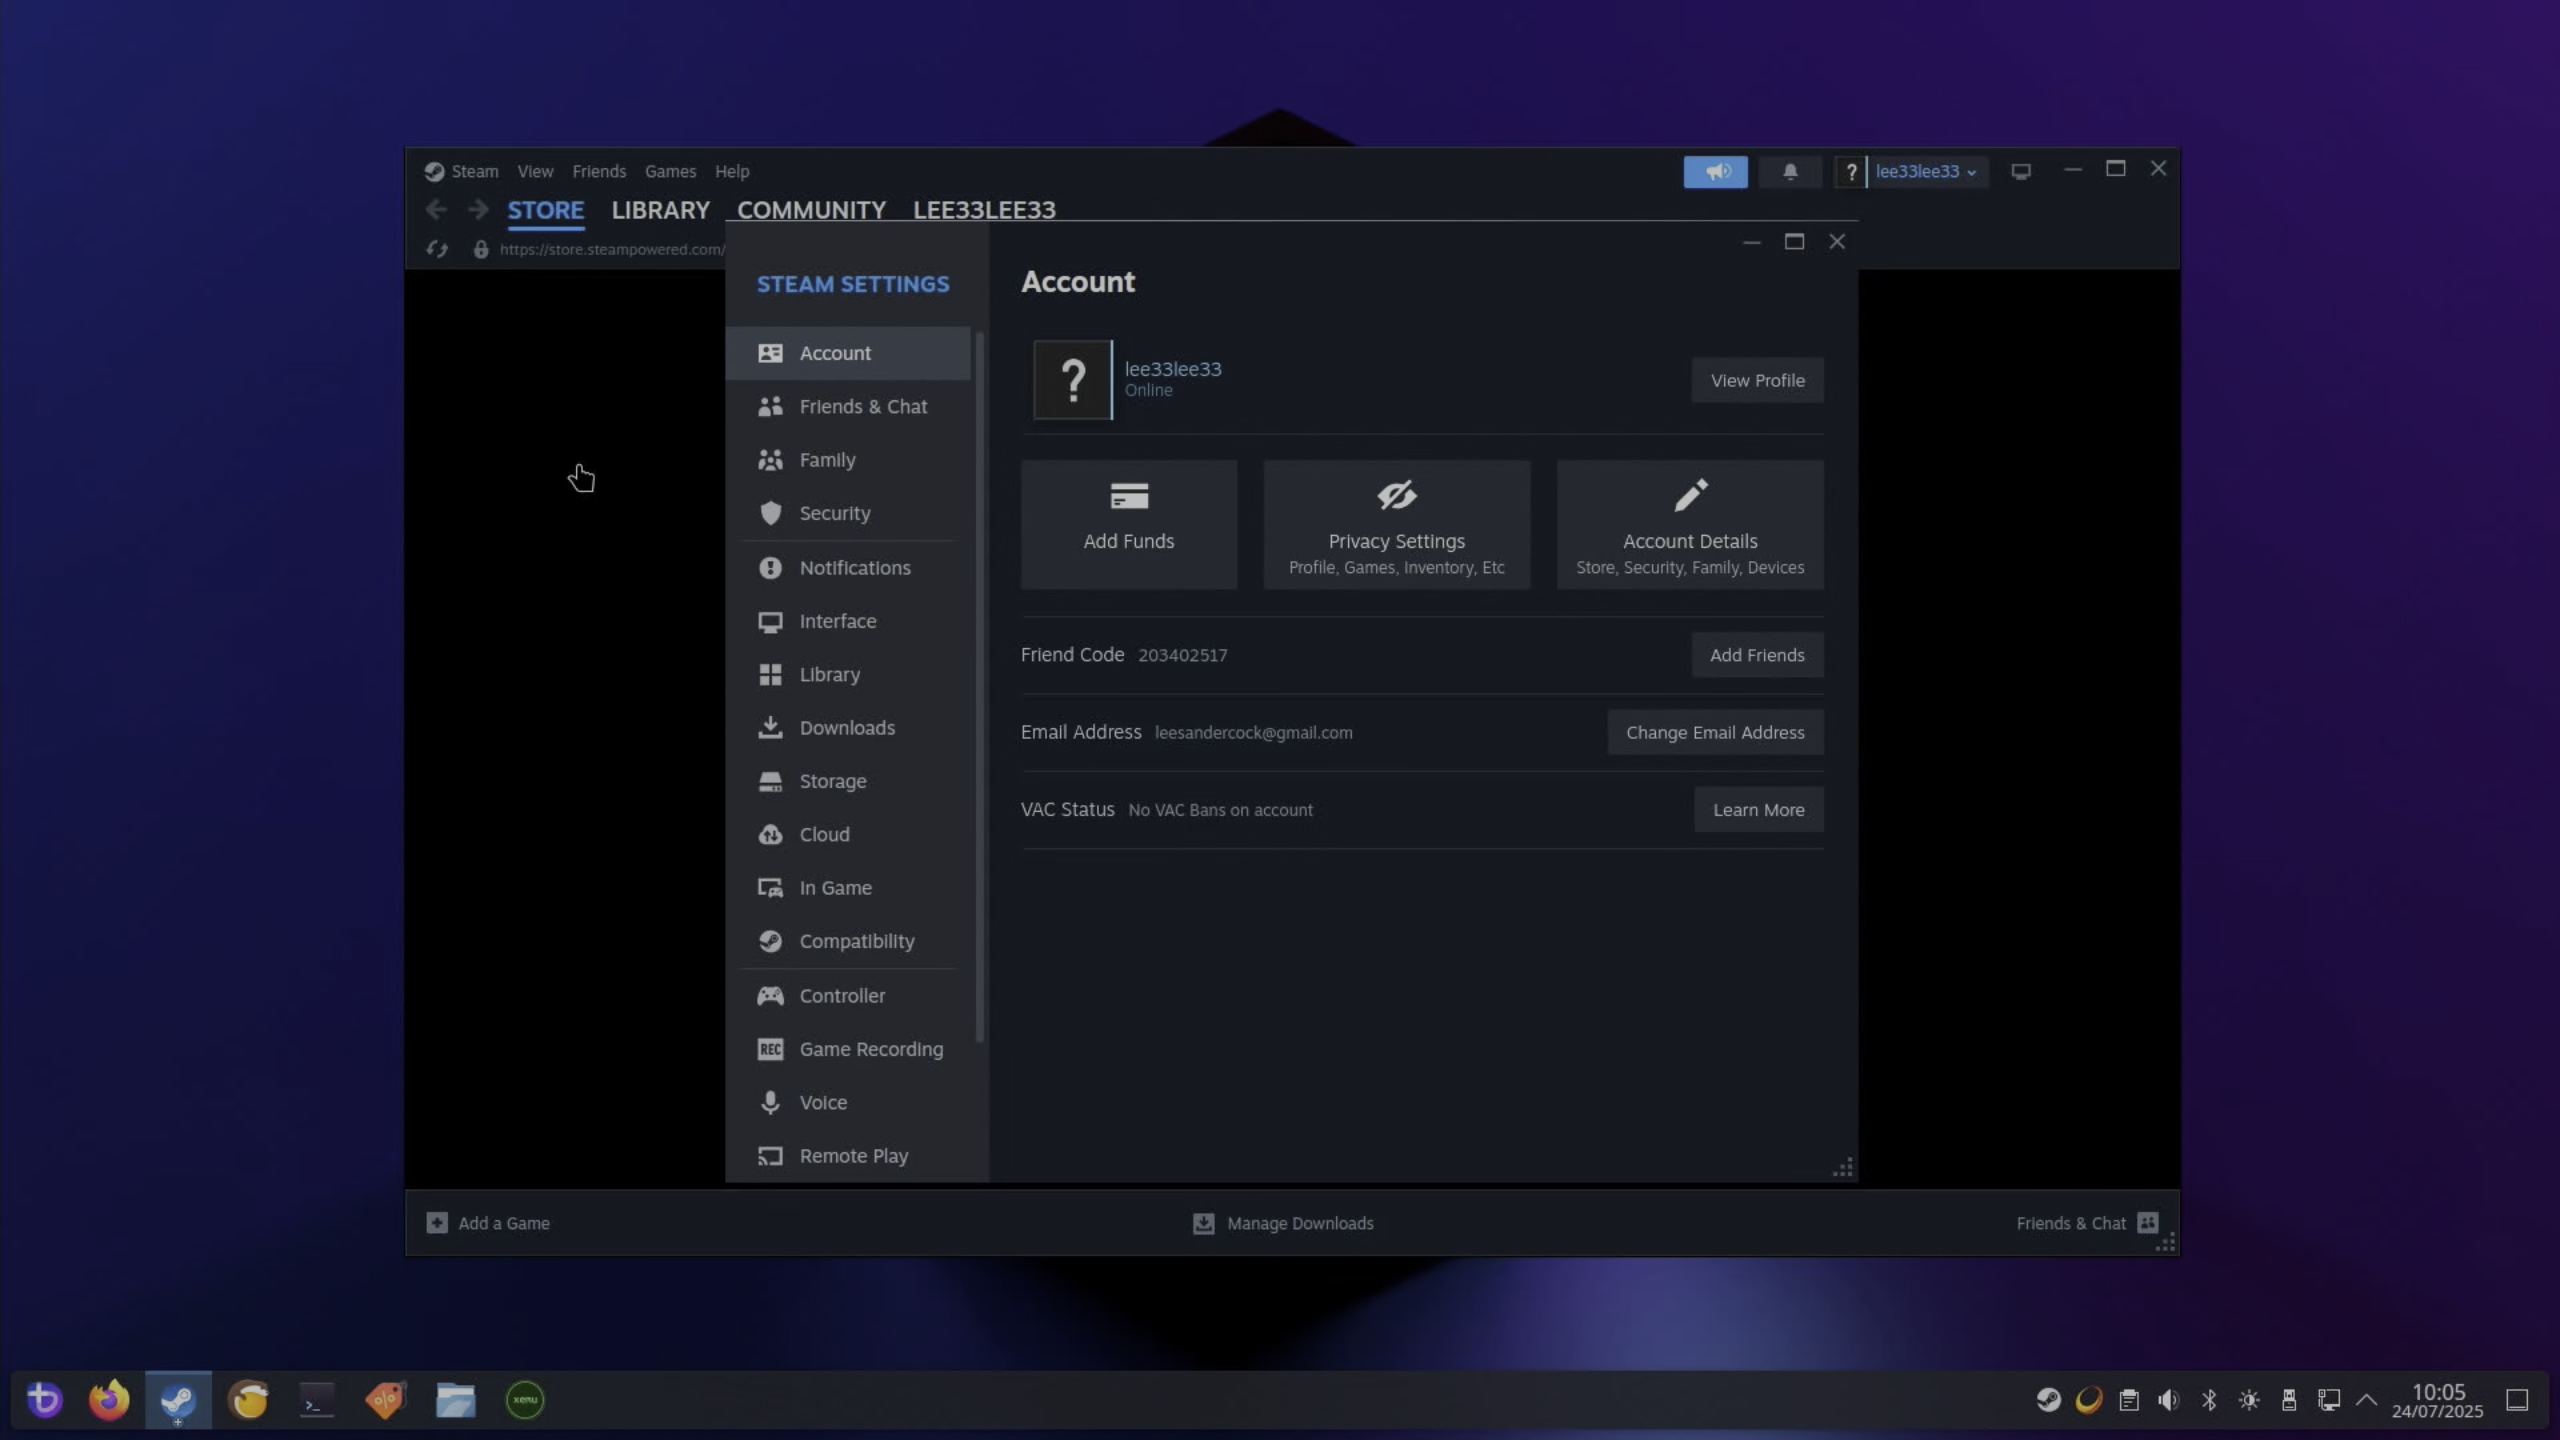 Steam View Friends Games Help
lee33lee33
STORE LIBRARY COMMUNITY LEE33LEE33
https://store.steampowered.com/
STEAM SETTINGS
Account
Friends & Chat
Family
Security
Notifications
Interface
Library
Downloads
Storage
Cloud
In Game
Compatibility
Controller
REC Game Recording
Voice
Remote Play
Account
lee33lee33
Online
View Profile
Add Funds
Privacy Settings
Profile, Games, Inventory, Etc
Account Details
Store, Security, Family, Devices
Friend Code 203402517
Add Friends
Email Address leesandercock@gmail.com
Change Email Address
VAC Status No VAC Bans on account
Learn More
Add a Game
Manage Downloads
Friends & Chat
xemu
10:05
24/07/2025